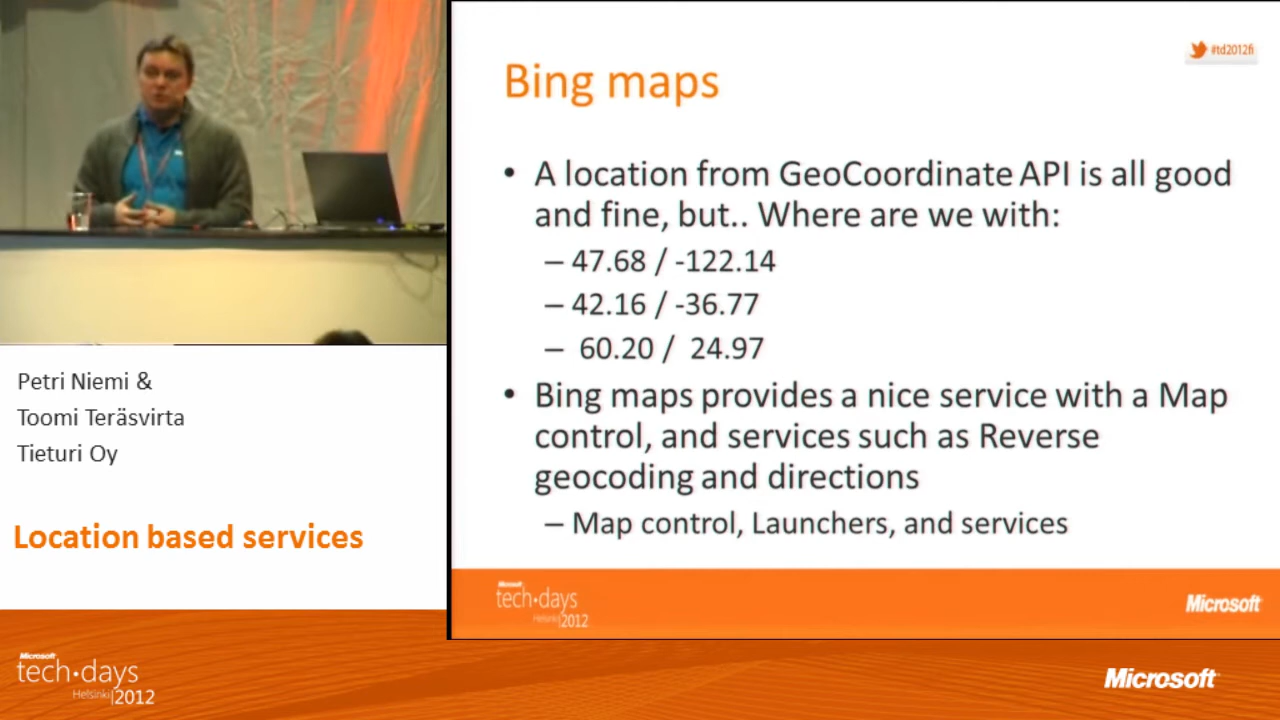 #td2012fi
Bing maps
• A location from GeoCoordinate API is all good
and fine, but.. Where are we with:
– 47.68 / -122.14
– 42.16 / -36.77
– 60.20 / 24.97
• Bing maps provides a nice service with a Map
control, and services such as Reverse
geocoding and directions
– Map control, Launchers, and services
Microsoft
tech·days
Helsinki|2012
Microsoft
Petri Niemi &
Toomi Teräsvirta
Tieturi Oy
Location based services
Microsoft
tech·days
Helsinki|2012
Microsoft